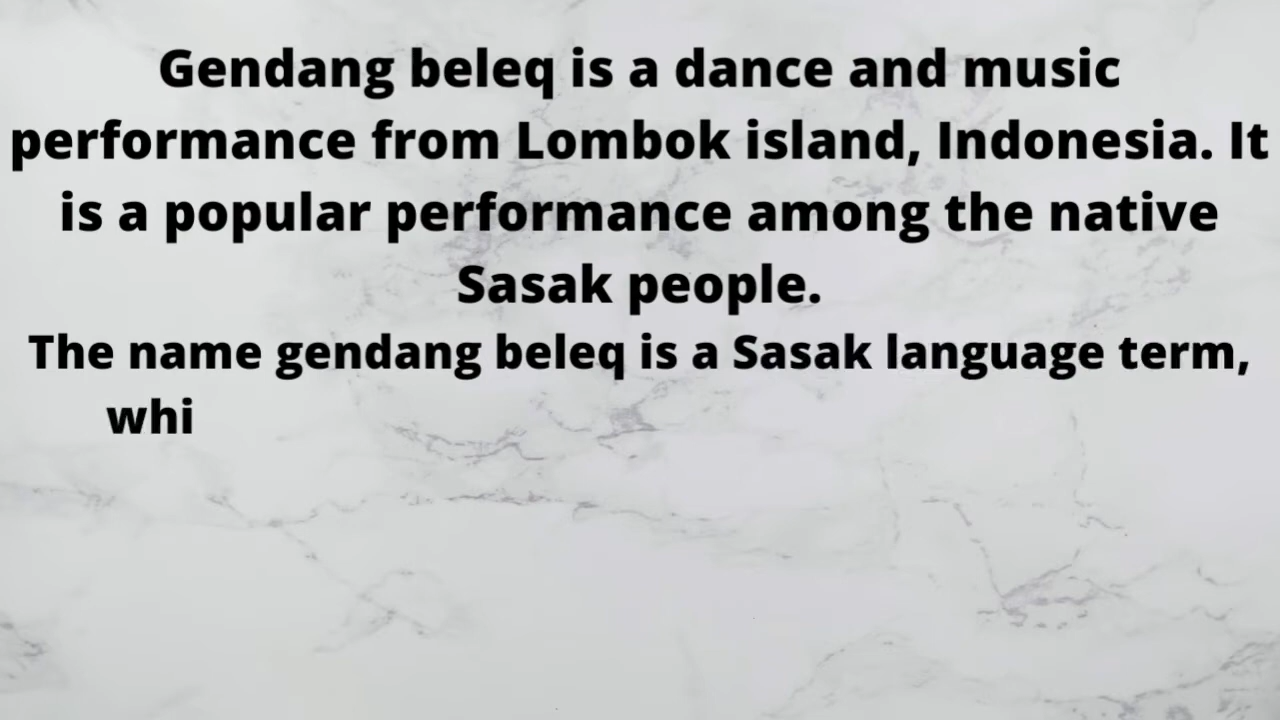 Gendang beleq is a dance and music
performance from Lombok island, Indonesia. It
is a popular performance among the native
Sasak people.
The name gendang beleq is a Sasak language term,
whi